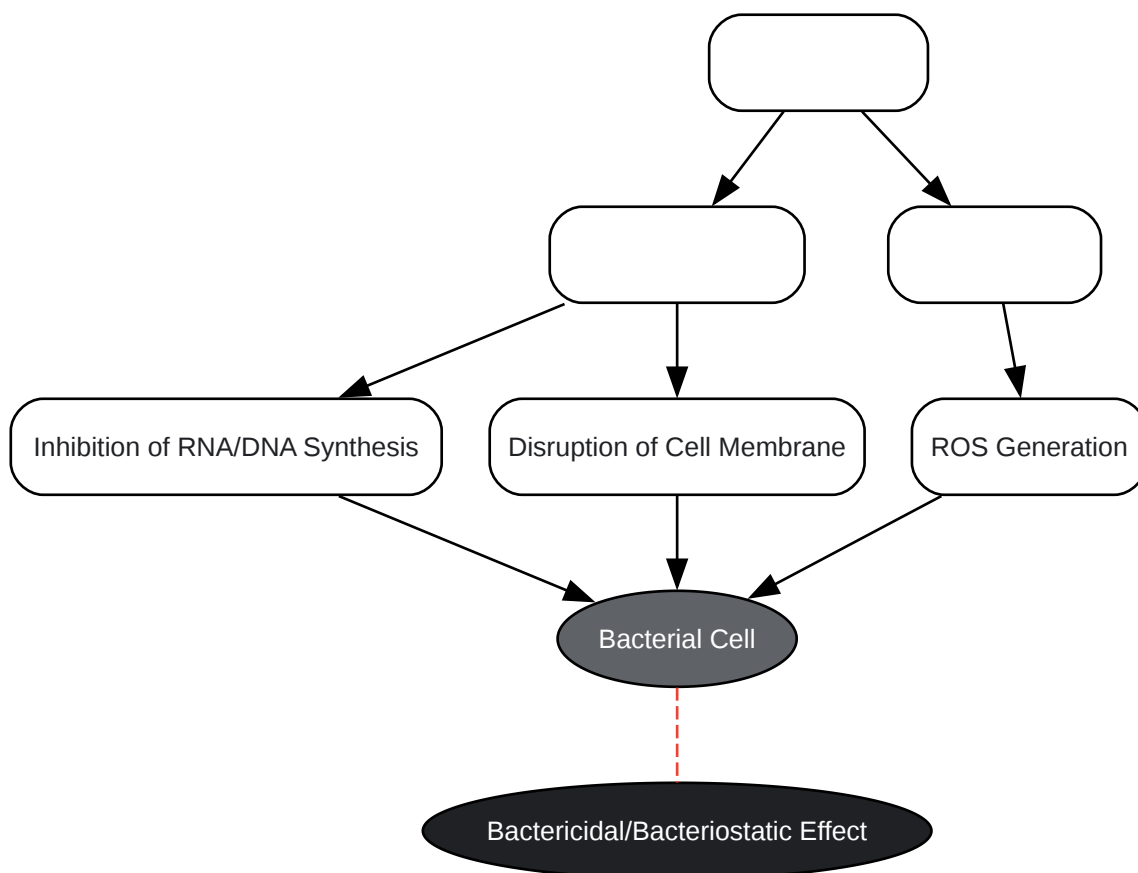 Inhibition of RNA/DNA Synthesis
Disruption of Cell Membrane
ROS Generation
Bacterial Cell
Bactericidal/Bacteriostatic Effect